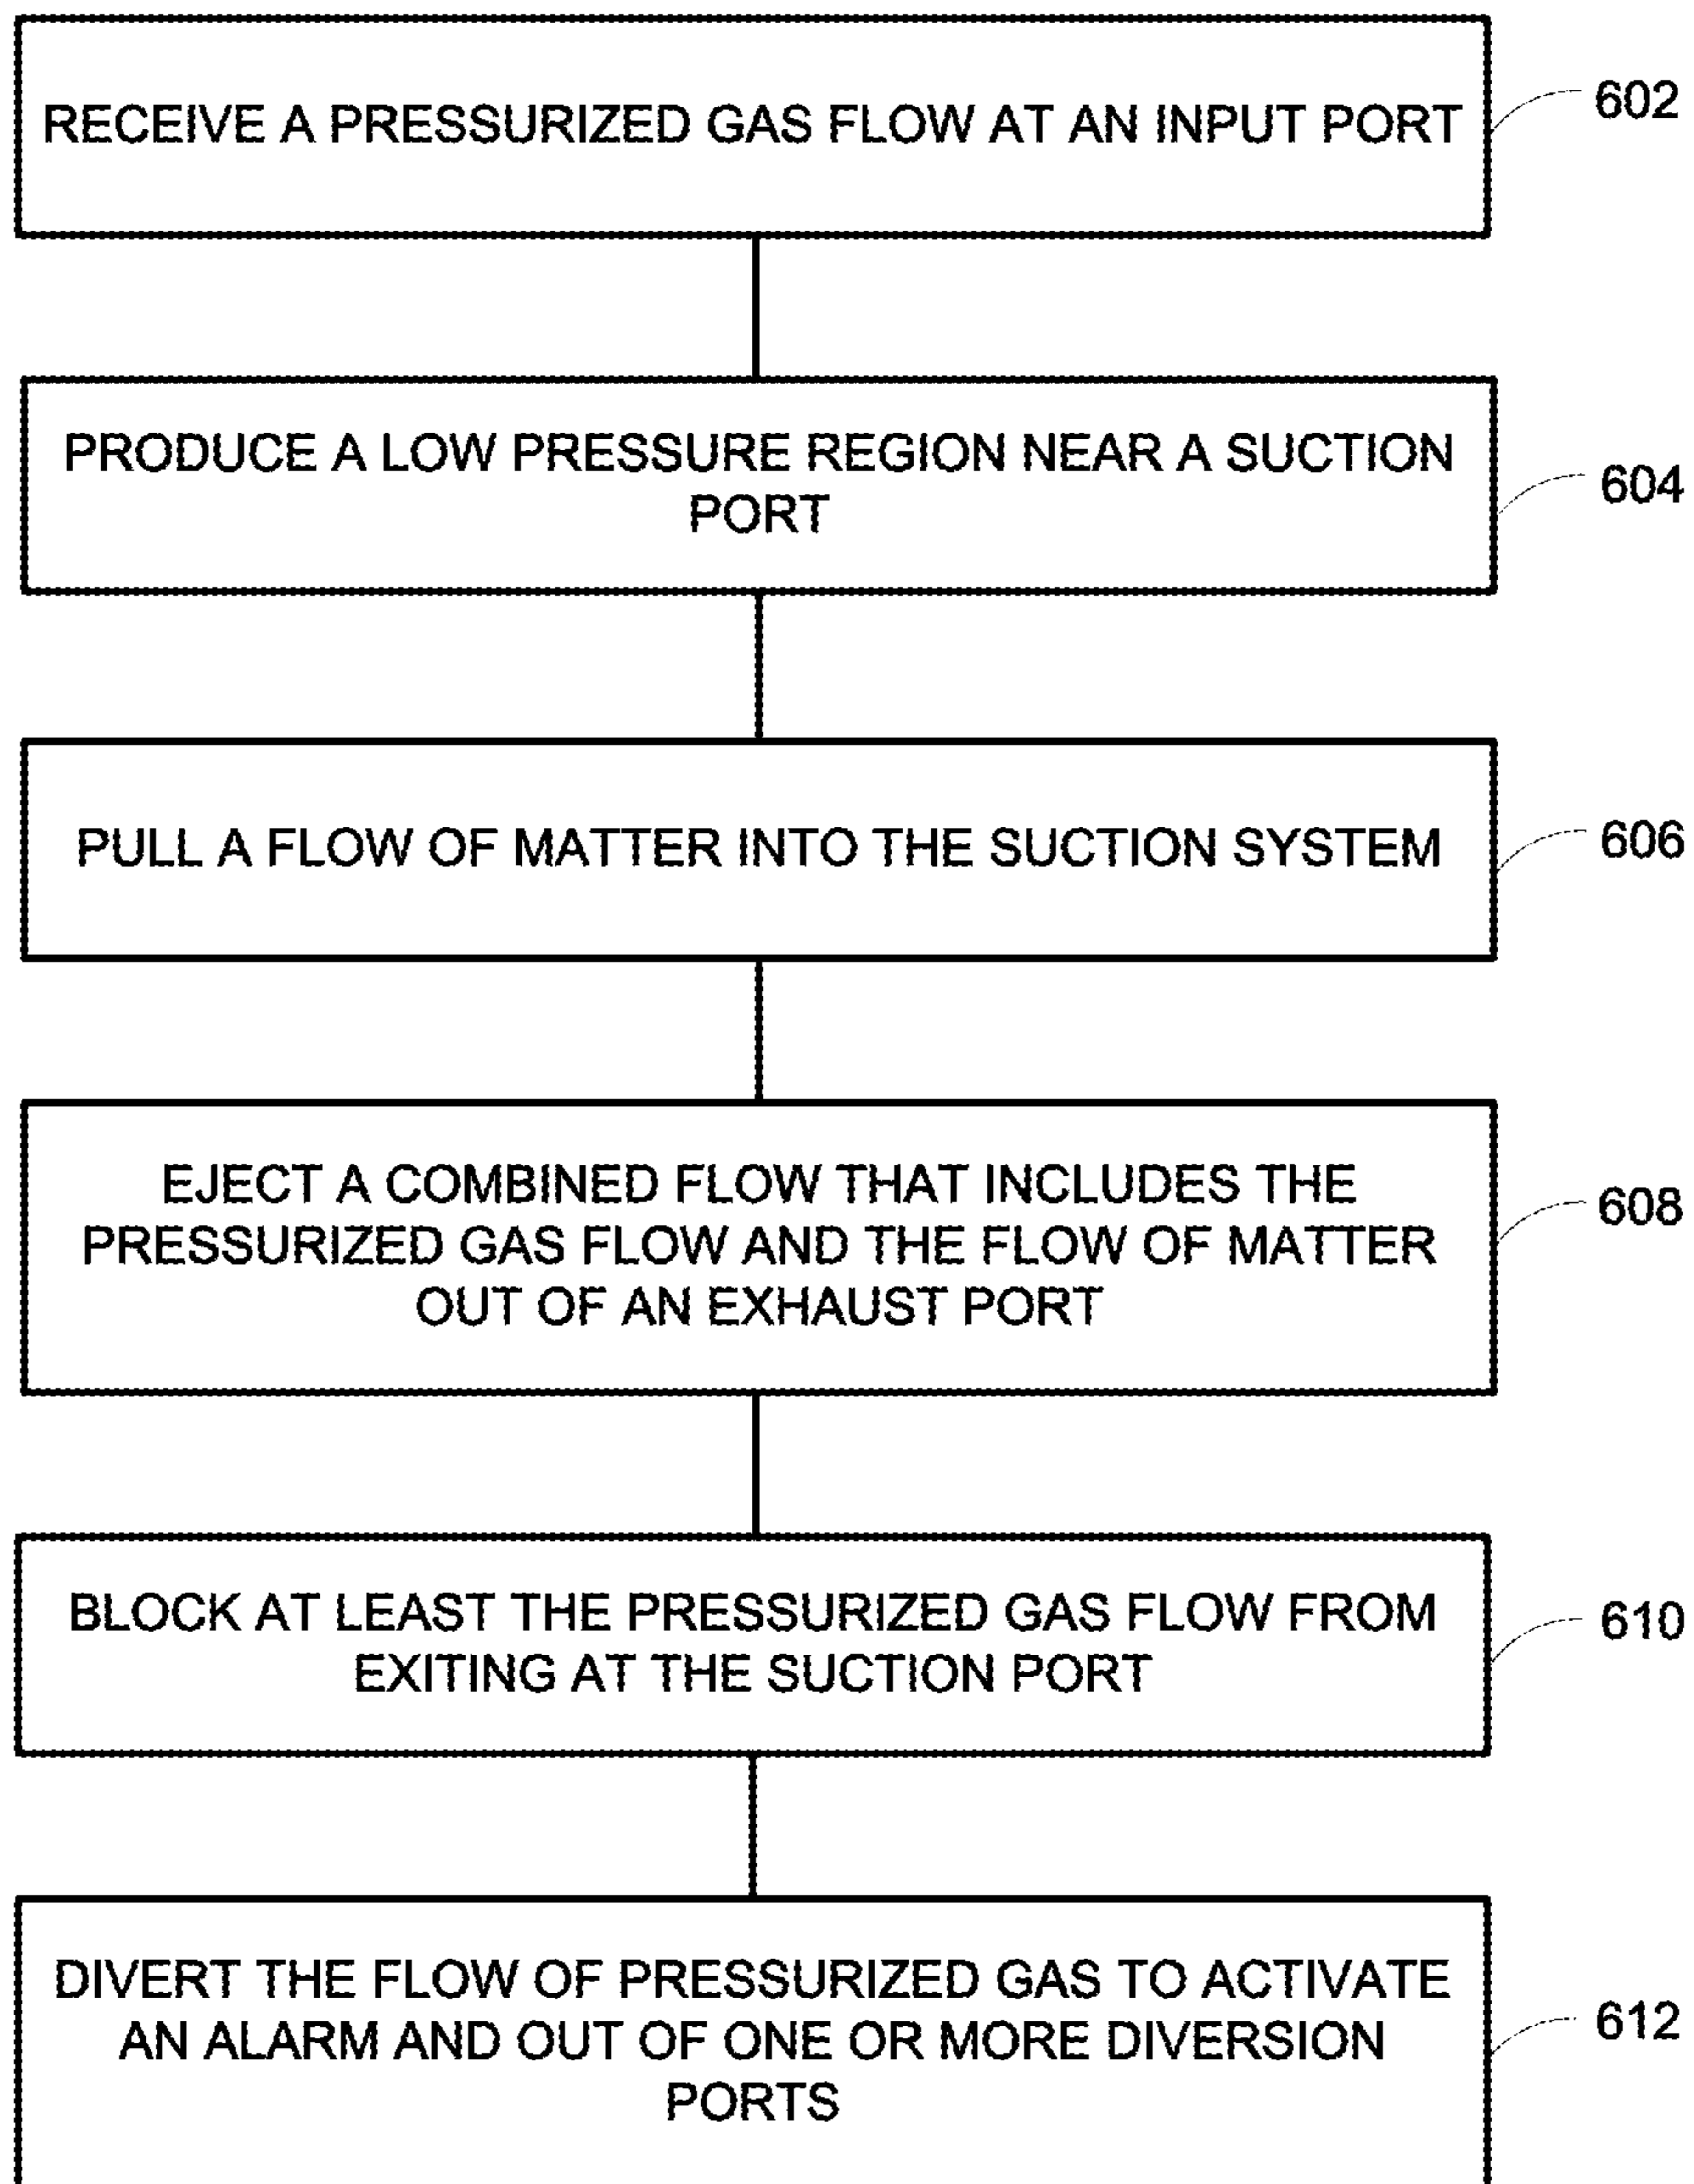 RECEIVE A PRESSURIZED GAS FLOW AT AN INPUT PORT
602
PRODUCE A LOW PRESSURE REGION NEAR A SUCTION
PORT
604
PULL A FLOW OF MATTER INTO THE SUCTION SYSTEM
606
EJECT A COMBINED FLOW THAT INCLUDES THE
PRESSURIZED GAS FLOW AND THE FLOW OF MATTER
OUT OF AN EXHAUST PORT
608
BLOCK AT LEAST THE PRESSURIZED GAS FLOW FROM
EXITING AT THE SUCTION PORT
610
DIVERT THE FLOW OF PRESSURIZED GAS TO ACTIVATE
AN ALARM AND OUT OF ONE OR MORE DIVERSION
PORTS
612